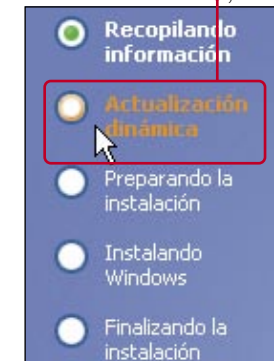 Recopilando
información
Actualización
dinámica
Preparando la
instalación
Instalando
Windows
Finalizando la
instalación